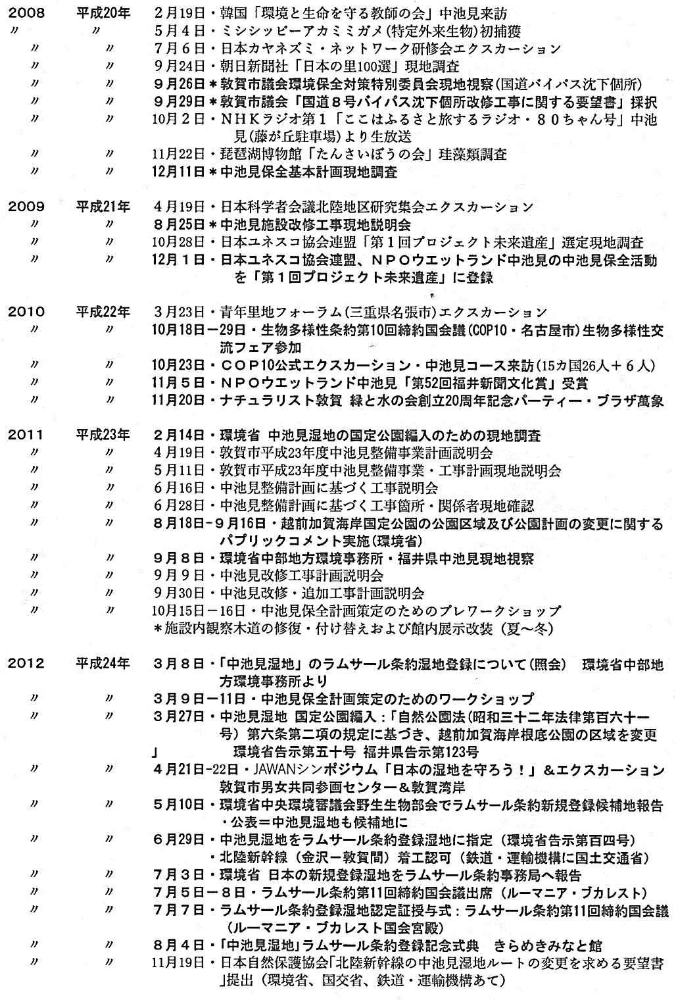 2008 平成20年 2月19日・韓国「環境と生命を守る教師の会」中池見来訪
〃 〃 5月4日・ミシシッピーアカミミガメ(特定外来生物)初捕獲
〃 〃 7月6日・日本カヤネズミ・ネットワーク研修会エクスカーション
〃 〃 9月24日・朝日新聞社「日本の里100選」現地調査
〃 〃 9月26日＊敦賀市議会環境保全対策特別委員会現地視察(国道バイパス沈下個所)
〃 〃 9月29日＊敦賀市議会「国道8号バイパス沈下個所改修工事に関する要望書」採択
〃 〃 10月2日・NHKラジオ第1「ここはふるさと旅するラジオ・80ちゃん号」中池
見(藤が丘駐車場)より生放送
〃 〃 11月22日・琵琶湖博物館「たんさいぼうの会」珪藻類調査
〃 〃 12月11日＊中池見保全基本計画現地調査
2009 平成21年 4月19日・日本科学者会議北陸地区研究集会エクスカーション
〃 〃 8月25日＊中池見施設改修工事現地説明会
〃 〃 10月28日・日本ユネスコ協会連盟「第1回プロジェクト未来遺産」選定現地調査
〃 〃 12月1日・日本ユネスコ協会連盟、NPOウエットランド中池見の中池見保全活動
を「第1回プロジェクト未来遺産」に登録
2010 平成22年 3月23日・青年里地フォーラム(三重県名張市)エクスカーション
〃 〃 10月18日－29日・生物多様性条約第10回締約国会議(COP10・名古屋市)生物多様性交
流フェア参加
〃 〃 10月23日・COP10公式エクスカーション・中池見コース来訪(15カ国26人＋6人)
〃 〃 11月5日・NPOウエットランド中池見「第52回福井新聞文化賞」受賞
〃 〃 11月20日・ナチュラリスト敦賀 緑と水の会創立20周年記念パーティー・プラザ萬象
2011 平成23年 2月14日・環境省 中池見湿地の国定公園編入のための現地調査
〃 〃 4月19日・敦賀市平成23年度中池見整備事業計画説明会
〃 〃 5月11日・敦賀市平成23年度中池見整備事業・工事計画現地説明会
〃 〃 6月16日・中池見整備計画に基づく工事説明会
〃 〃 6月28日・中池見整備計画に基づく工事箇所・関係者現地確認
〃 〃 8月18日-9月16日・越前加賀海岸国定公園の公園区域及び公園計画の変更に関する
パブリックコメント実施(環境省)
〃 〃 9月8日・環境省中部地方環境事務所・福井県中池見現地視察
〃 〃 9月9日・中池見改修工事計画説明会
〃 〃 9月30日・中池見改修・追加工事計画説明会
〃 〃 10月15日－16日・中池見保全計画策定のためのプレワークショップ
＊施設内観察木道の修復・付け替えおよび館内展示改装（夏～冬）
2012 平成24年 3月8日・「中池見湿地」のラムサール条約湿地登録について(照会) 環境省中部地
方環境事務所より
〃 〃 3月9日－11日・中池見保全計画策定のためのワークショップ
〃 〃 3月27日・中池見湿地 国定公園編入：「自然公園法(昭和三十二年法律第百六十一
号) 第六条第二項の規定に基づき、越前加賀海岸根底公園の区域を変更
」 環境省告示第五十号 福井県告示第123号
〃 〃 4月21日-22日・JAWANシンポジウム「日本の湿地を守ろう！」＆エクスカーション
敦賀市男女共同参画センター＆敦賀湾岸
〃 〃 5月10日・環境省中央環境審議会野生生物部会でラムサール条約新規登録候補地報告
・公表＝中池見湿地も候補地に
〃 〃 6月29日・中池見湿地をラムサール条約登録湿地に指定（環境省告示第百四号）
・北陸新幹線（金沢－敦賀間）着工認可（鉄道・運輸機構に国土交通省）
〃 〃 7月3日・環境省 日本の新規登録湿地をラムサール条約事務局へ報告
〃 〃 7月5日－8日・ラムサール条約第11回締約国会議出席（ルーマニア・ブカレスト）
〃 〃 7月7日・ラムサール条約登録湿地認定証授与式：ラムサール条約第11回締約国会議
（ルーマニア・ブカレスト国会宮殿）
〃 〃 8月4日・「中池見湿地」ラムサール条約登録記念式典 きらめきみなと館
〃 〃 11月19日・日本自然保護協会「北陸新幹線の中池見湿地ルートの変更を求める要望書
」提出（環境省、国交省、鉄道・運輸機構あて）